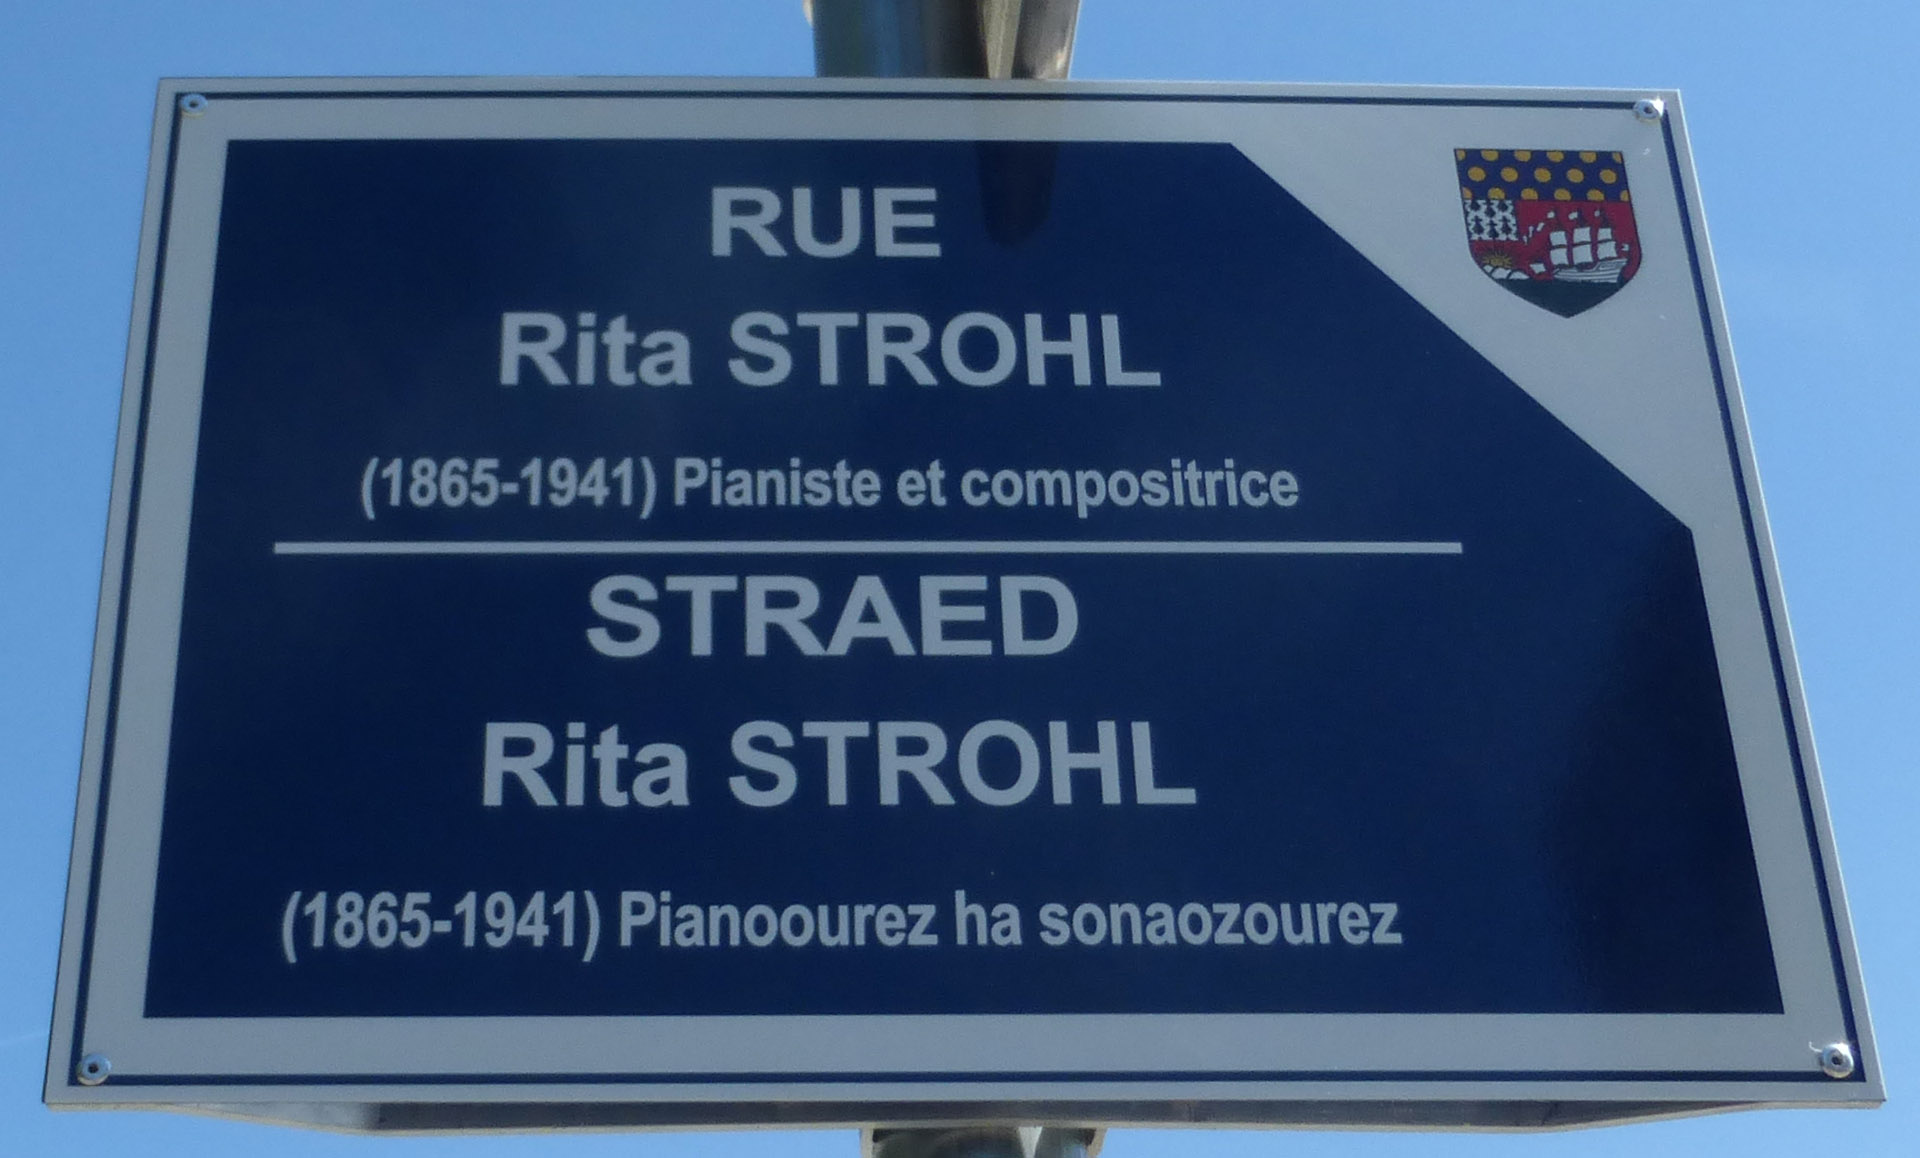 RUE
Rita STROHL
(1865-1941) Pianiste et compositrice
STRAED
Rita STROHL
(1865-1941) Pianoourez ha sonaozourez